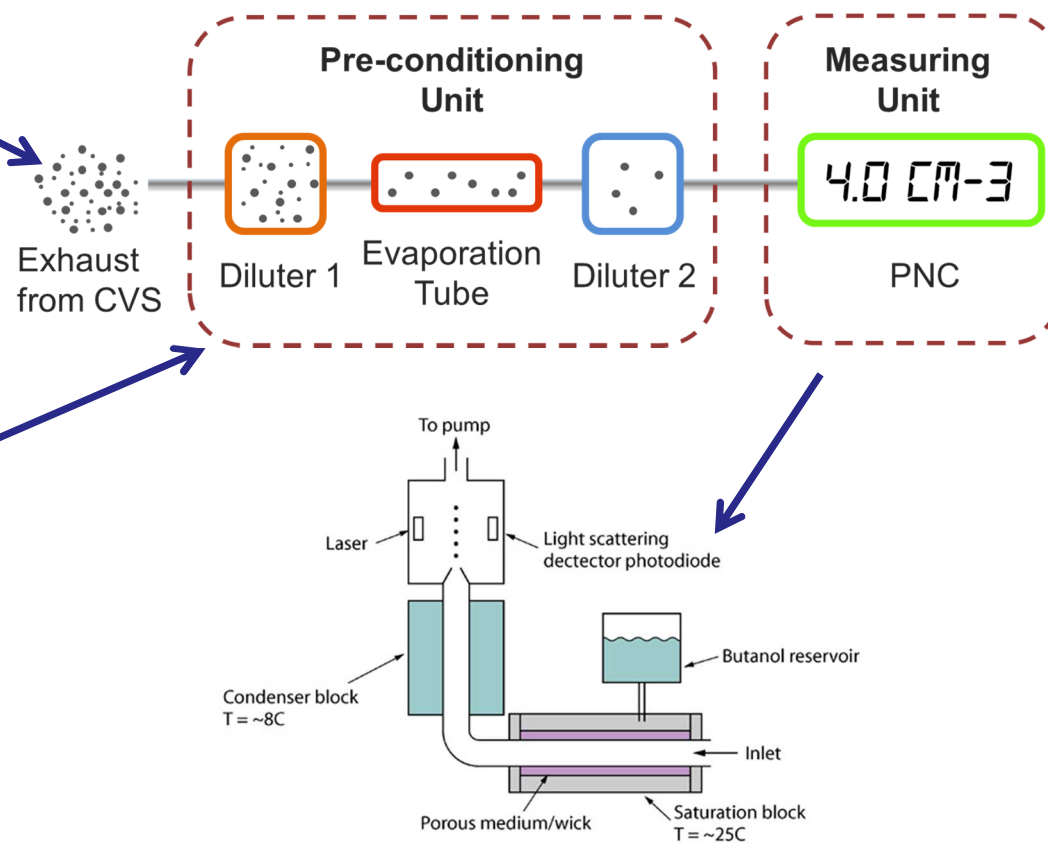 Pre-conditioning
Unit
Measuring
Unit
4.0 CM-3
Exhaust
from CVS
Diluter 1
Evaporation
Tube
Diluter 2
PNC
To pump
Laser
Light scattering
dectector photodiode
Butanol reservoir
Condenser block
T = ~8C
Inlet
Porous medium/wick
Saturation block
T = ~25C